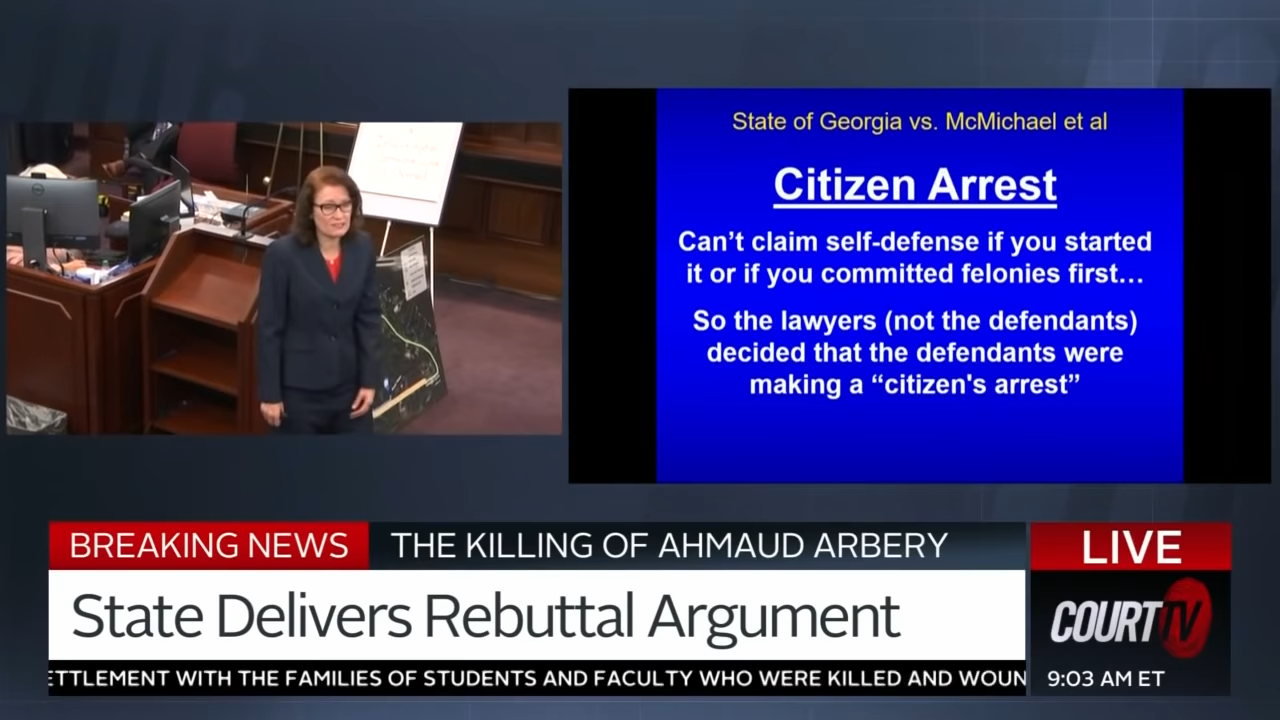 State of Georgia vs. McMichael et al
Citizen Arrest
Can't claim self-defense if you started
it or if you committed felonies first...
So the lawyers (not the defendants)
decided that the defendants were
making a “citizen's arrest”
BREAKING NEWS
THE KILLING OF AHMAUD ARBERY
LIVE
State Delivers Rebuttal Argument
COURT TV
ETTLEMENT WITH THE FAMILIES OF STUDENTS AND FACULTY WHO WERE KILLED AND WOUN
9:03 AM ET